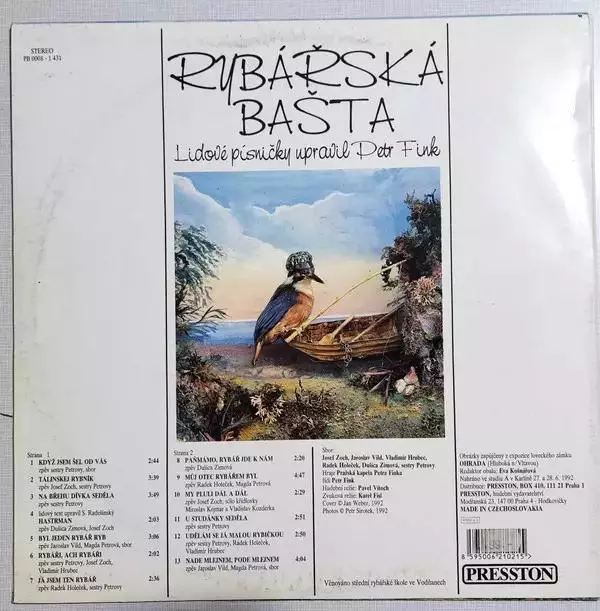 STEREO
PB 0008 - 1 431
RYBÁŘSKÁ
BAŠTA
Lidové písničky upravil Petr Fink
Strana 1
1 KDYŽ JSEM ŠEL OD VÁS 2:44
zpěv sestry Petrovy, sbor
2 TÁLINSKEJ RYBNÍK 3:39
zpěv Josef Zoch, sestry Petrovy
3 NA BŘEHU DÍVKA SEDĚLA 3:29
zpěv sestry Petrovy
4 lidový text upravil S. Radešínský
HASTRMAN 2:03
zpěv Dušica Zimová, Josef Zoch
5 BYL JEDEN RYBÁŘ RYB 3:06
zpěv Jaroslav Vild, Magda Petrová, sbor
6 RYBÁŘI, ACH RYBÁŘI 2:02
zpěv sestry Petrovy, Josef Zoch,
Vladimír Hrubec
7 JÁ JSEM TEN RYBÁŘ 2:36
zpěv Radek Holeček, sestry Petrovy
Strana 2
8 PAŇMÁMO, RYBÁŘ JDE K NÁM 2:20
zpěv Dušica Zimová
9 MŮJ OTEC RYBÁŘEM BYL
zpěv Radek Holeček, Magda Petrová
10 MY PLULI DÁL A DÁL 2:29
zpěv Josef Zoch, sólo křídlovky
Miroslav Kejmar a Vlastislav Kozderka
11 U STUDÁNKY SEDĚLA 2:51
zpěv sestry Petrovy
12 UDĚLÁM SE JÁ MALOU RYBIČKOU
zpěv sestry Petrovy, Radek Holeček,
Vladimír Hrubec
13 NADE MLEJNEM, PODE MLEJNEM 4:04
zpěv Jaroslav Vild, sestry Petrovy, sbor
Sbor:
Josef Zoch, Jaroslav Vild, Vladimír Hrubec,
Radek Holeček, Dušica Zimová, sestry Petrovy
Hraje Pražská kapela Petra Finka
řídí Petr Fink
Hudební režie: Pavel Vitoch
Zvuková režie: Karel Fisl
Cover © Jan Weber, 1992
Photos © Petr Sirotek, 1992
Věnováno střední rybářské škole ve Vodňanech
Obrázky zapůjčeny z expozice loveckého zámku
OHRADA (Hluboká n/ Vltavou)
Redaktor obalu: Eva Košnářová
Nahráno ve studiu A v Karlíně 27. a 28. 6. 1992
Distributor: PRESSTON, BOX 410, 111 21 Praha 1
PRESSTON, hudební vydavatelství
Modřanská 23, 147 00 Praha 4 - Hodkovičky
MADE IN CZECHOSLOVAKIA
8 595006 210215
PRESSTON